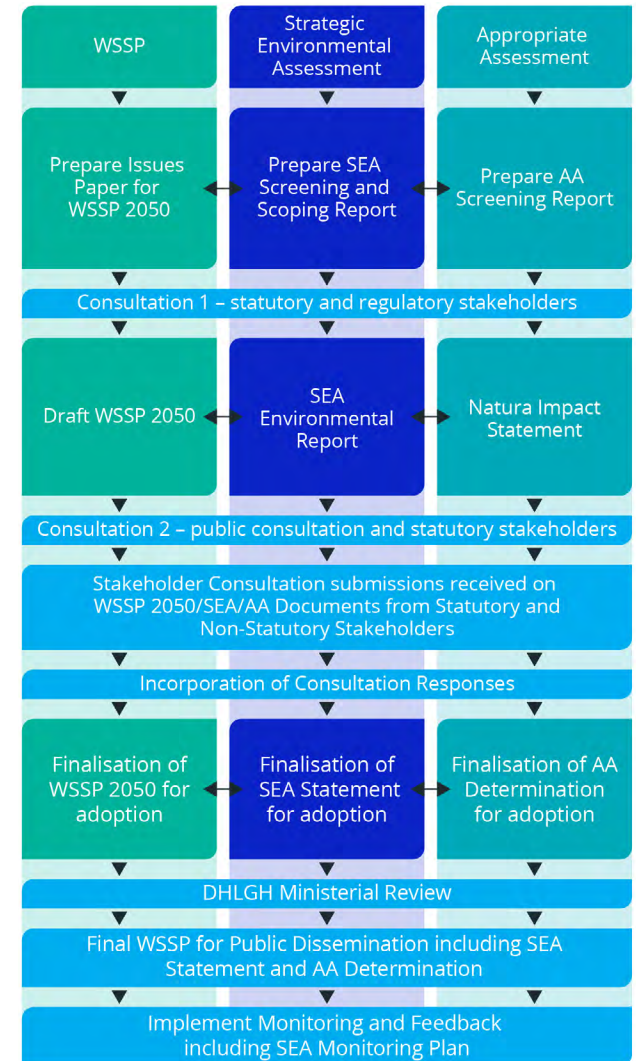 WSSP
Strategic
Environmental
Assessment
Appropriate
Assessment
Prepare Issues
Paper for
WSSP 2050
Prepare SEA
Screening and
Scoping Report
Prepare AA
Screening Report
Consultation 1 – statutory and regulatory stakeholders
Draft WSSP 2050
SEA
Environmental
Report
Natura Impact
Statement
Consultation 2 – public consultation and statutory stakeholders
Stakeholder Consultation submissions received on
WSSP 2050/SEA/AA Documents from Statutory and
Non-Statutory Stakeholders
Incorporation of Consultation Responses
Finalisation of
WSSP 2050 for
adoption
Finalisation of
SEA Statement
for adoption
Finalisation of AA
Determination
for adoption
DHLGH Ministerial Review
Final WSSP for Public Dissemination including SEA
Statement and AA Determination
Implement Monitoring and Feedback
including SEA Monitoring Plan